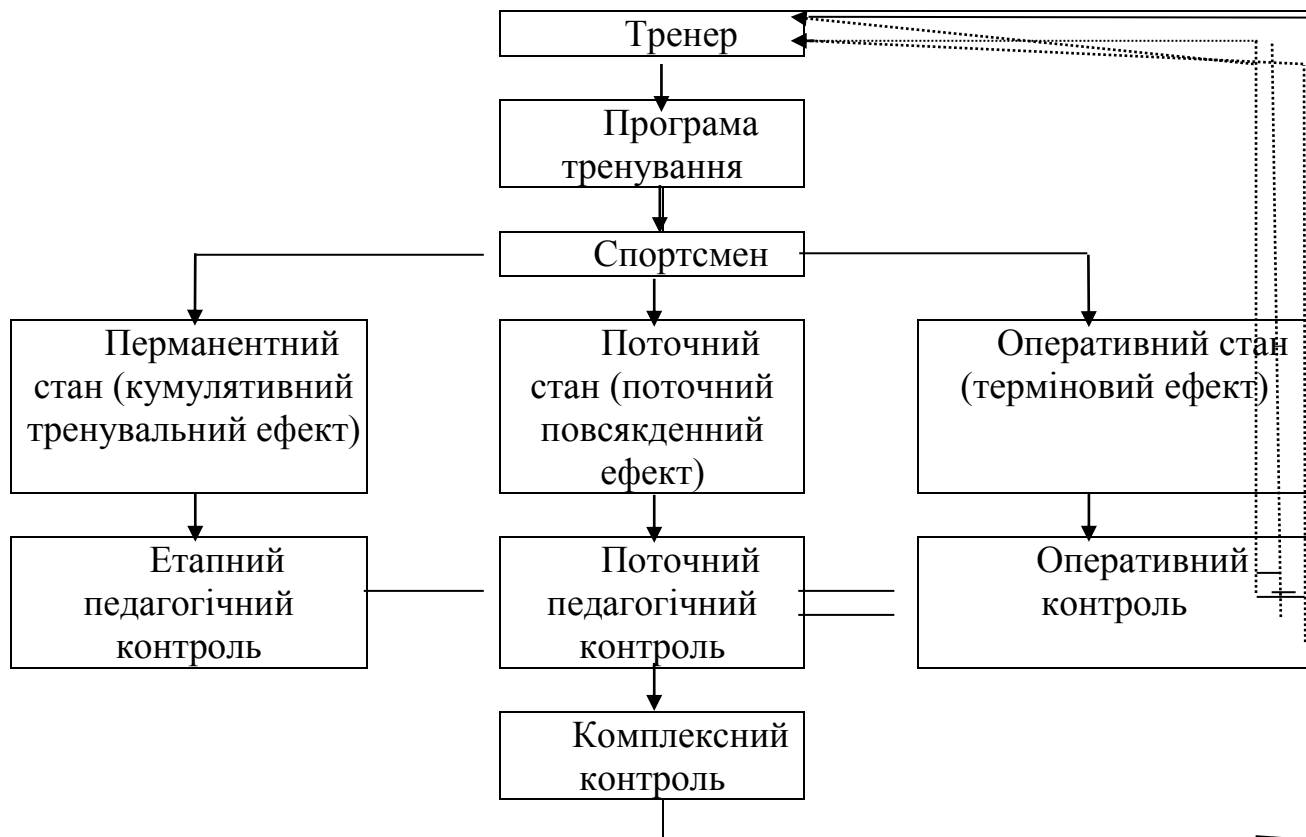 Тренер
Програма
тренування
Спортсмен
Перманентний
стан (кумулятивний
тренувальний ефект)
Поточний
стан (поточний
повсякденний
ефект)
Оперативний стан
(терміновий ефект)
Етапний
педагогічний
контроль
Поточний
педагогічний
контроль
Оперативний
контроль
Комплексний
контроль